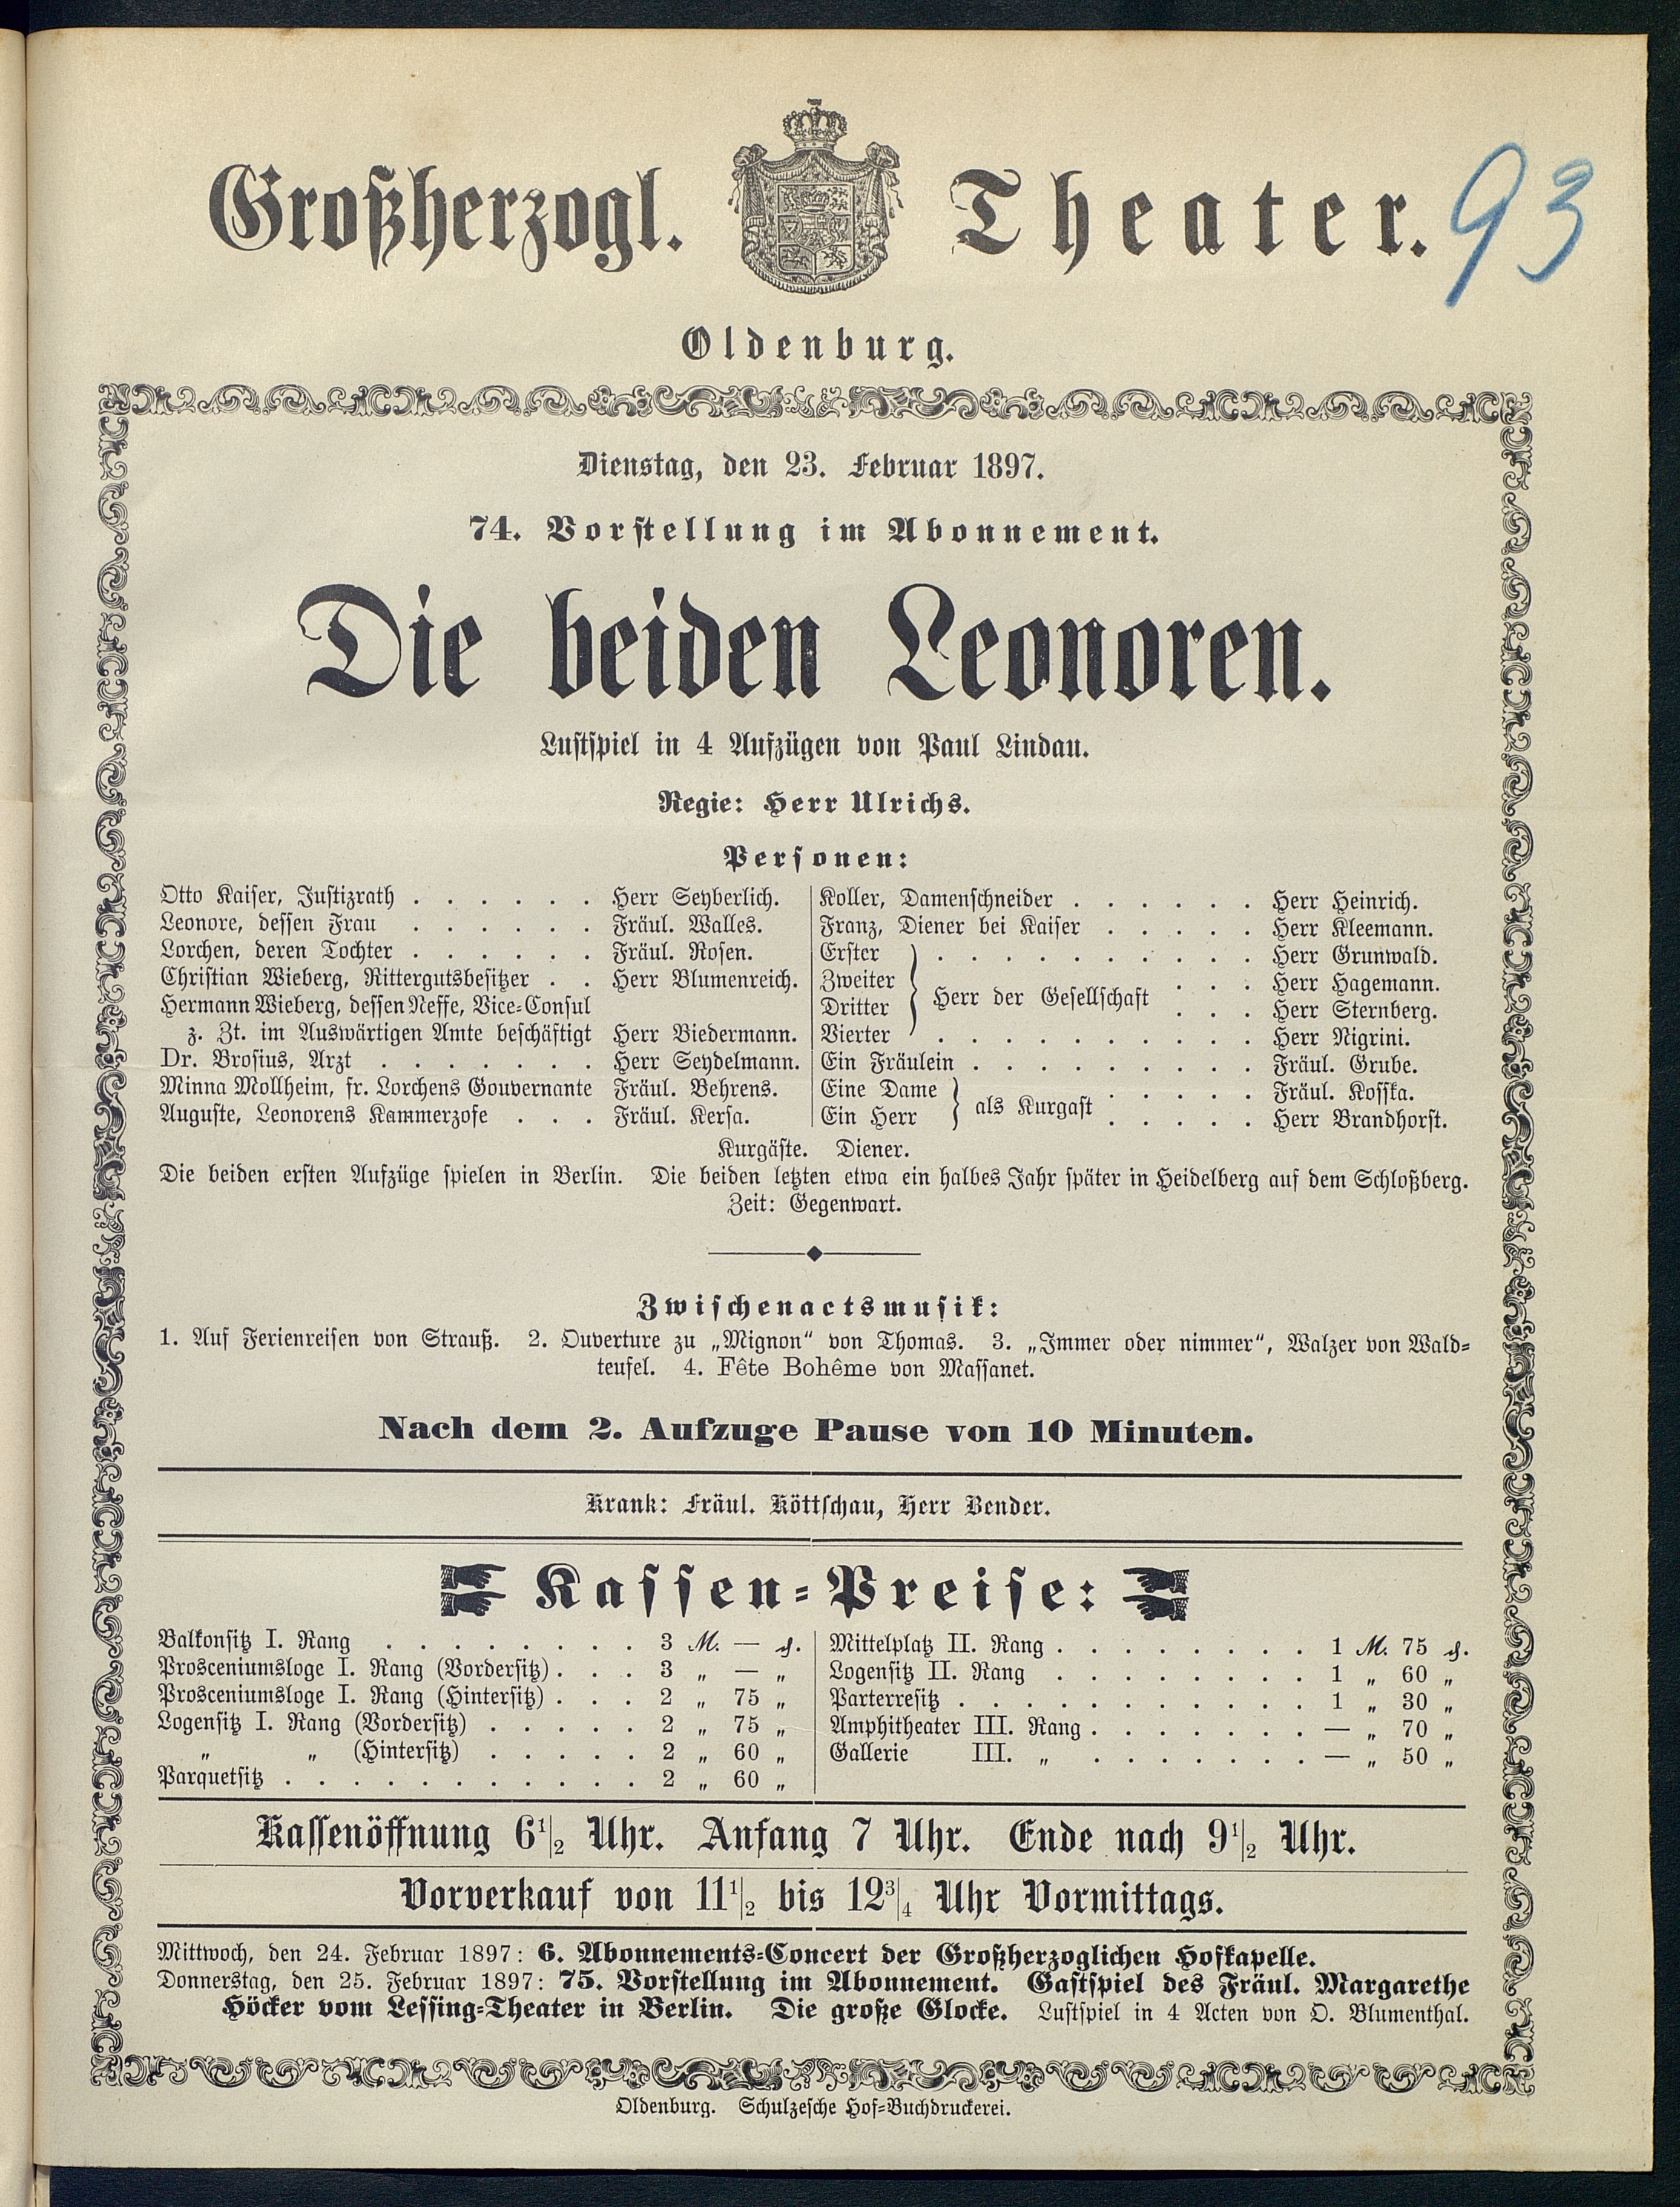 Großherzogl. Theater. 93
Oldenburg.
Dienstag, den 23. Februar 1897.
74. Vorstellung im Abonnement.
Die beiden Leonoren.
Lustspiel in 4 Aufzügen von Paul Lindau.
Regie: Herr Ulrichs.
Personen:
Otto Kaiser, Justizrath . . . . . . Herr Seyberlich.
Leonore, dessen Frau . . . . . . Fräul. Walles.
Lorchen, deren Tochter . . . . . . Fräul. Rosen.
Christian Wieberg, Rittergutsbesitzer . . Herr Blumenreich.
Hermann Wieberg, dessen Neffe, Vice-Consul
z. Zt. im Auswärtigen Amte beschäftigt Herr Biedermann.
Dr. Brosius, Arzt . . . . . . . Herr Seydelmann.
Minna Mollheim, fr. Lorchens Gouvernante Fräul. Behrens.
Auguste, Leonorens Kammerzofe . . . Fräul. Kersa.
Koller, Damenschneider . . . . . . Herr Heinrich.
Franz, Diener bei Kaiser . . . . . Herr Kleemann.
Erster . . . . . . . . . . Herr Grunwald.
Zweiter . . . Herr Hagemann.
Herr der Gesellschaft
Dritter . . . Herr Sternberg.
Vierter . . . . . . . . . . Herr Nigrini.
Ein Fräulein . . . . . . . . . Fräul. Grube.
Eine Dame . . . . . Fräul. Kosska.
als Kurgast
Ein Herr . . . . . Herr Brandhorst.
Kurgäste. Diener.
Die beiden ersten Aufzüge spielen in Berlin. Die beiden letzten etwa ein halbes Jahr später in Heidelberg auf dem Schloßberg.
Zeit: Gegenwart.
Zwischenactsmusik:
1. Auf Ferienreisen von Strauß. 2. Ouverture zu „Mignon“ von Thomas. 3. „Immer oder nimmer“, Walzer von Wald-
teufel. 4. Fête Bohême von Massanet.
Nach dem 2. Aufzuge Pause von 10 Minuten.
Krank: Fräul. Köttschau, Herr Bender.
Kassen-Preise:
Balkonsitz I. Rang . . . . . . . . 3 M. — ₰.
Prosceniumsloge I. Rang (Vordersitz) . . . 3 „ — „
Prosceniumsloge I. Rang (Hintersitz) . . . 2 „ 75 „
Logensitz I. Rang (Vordersitz) . . . . . 2 „ 75 „
„ „ (Hintersitz) . . . . . 2 „ 60 „
Parquetsitz . . . . . . . . . . . 2 „ 60 „
Mittelplatz II. Rang . . . . . . . . 1 M. 75 ₰.
Logensitz II. Rang . . . . . . . . 1 „ 60 „
Parterresitz . . . . . . . . . . . 1 „ 30 „
Amphitheater III. Rang . . . . . . . — „ 70 „
Gallerie III. „ . . . . . . . — „ 50 „
Kassenöffnung 6 1/2 Uhr. Anfang 7 Uhr. Ende nach 9 1/2 Uhr.
Vorverkauf von 11 1/2 bis 12 3/4 Uhr Vormittags.
Mittwoch, den 24. Februar 1897: 6. Abonnements-Concert der Großherzoglichen Hofkapelle.
Donnerstag, den 25. Februar 1897: 75. Vorstellung im Abonnement. Gastspiel des Fräul. Margarethe
Höcker vom Lessing-Theater in Berlin. Die große Glocke. Lustspiel in 4 Acten von O. Blumenthal.
Oldenburg. Schulzesche Hof-Buchdruckerei.